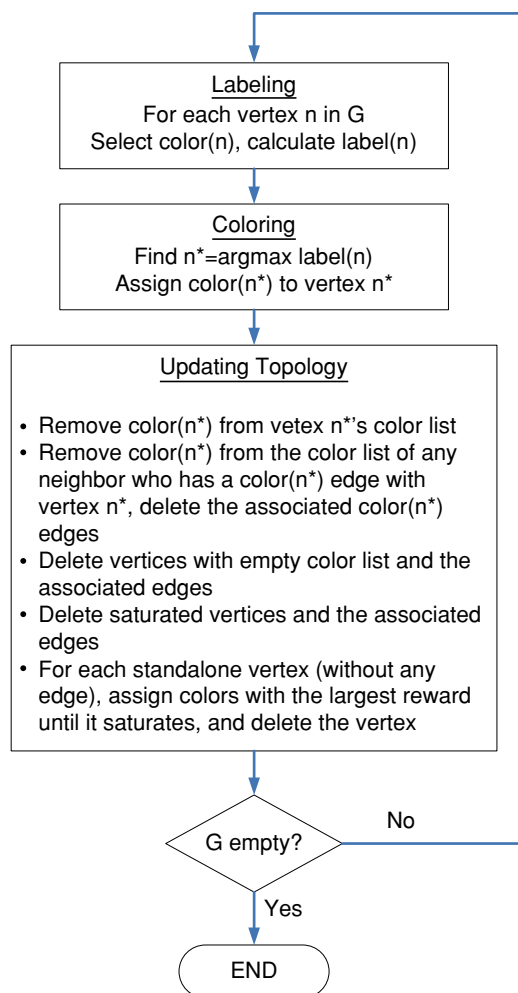 Labeling
For each vertex n in G
Select color(n), calculate label(n)
Coloring
Find n*=argmax label(n)
Assign color(n*) to vertex n*
Updating Topology
• Remove color(n*) from vetex n*'s color list
• Remove color(n*) from the color list of any
neighbor who has a color(n*) edge with
vertex n*, delete the associated color(n*)
edges
• Delete vertices with empty color list and the
associated edges
• Delete saturated vertices and the associated
edges
• For each standalone vertex (without any
edge), assign colors with the largest reward
until it saturates, and delete the vertex
G empty?
No
Yes
END